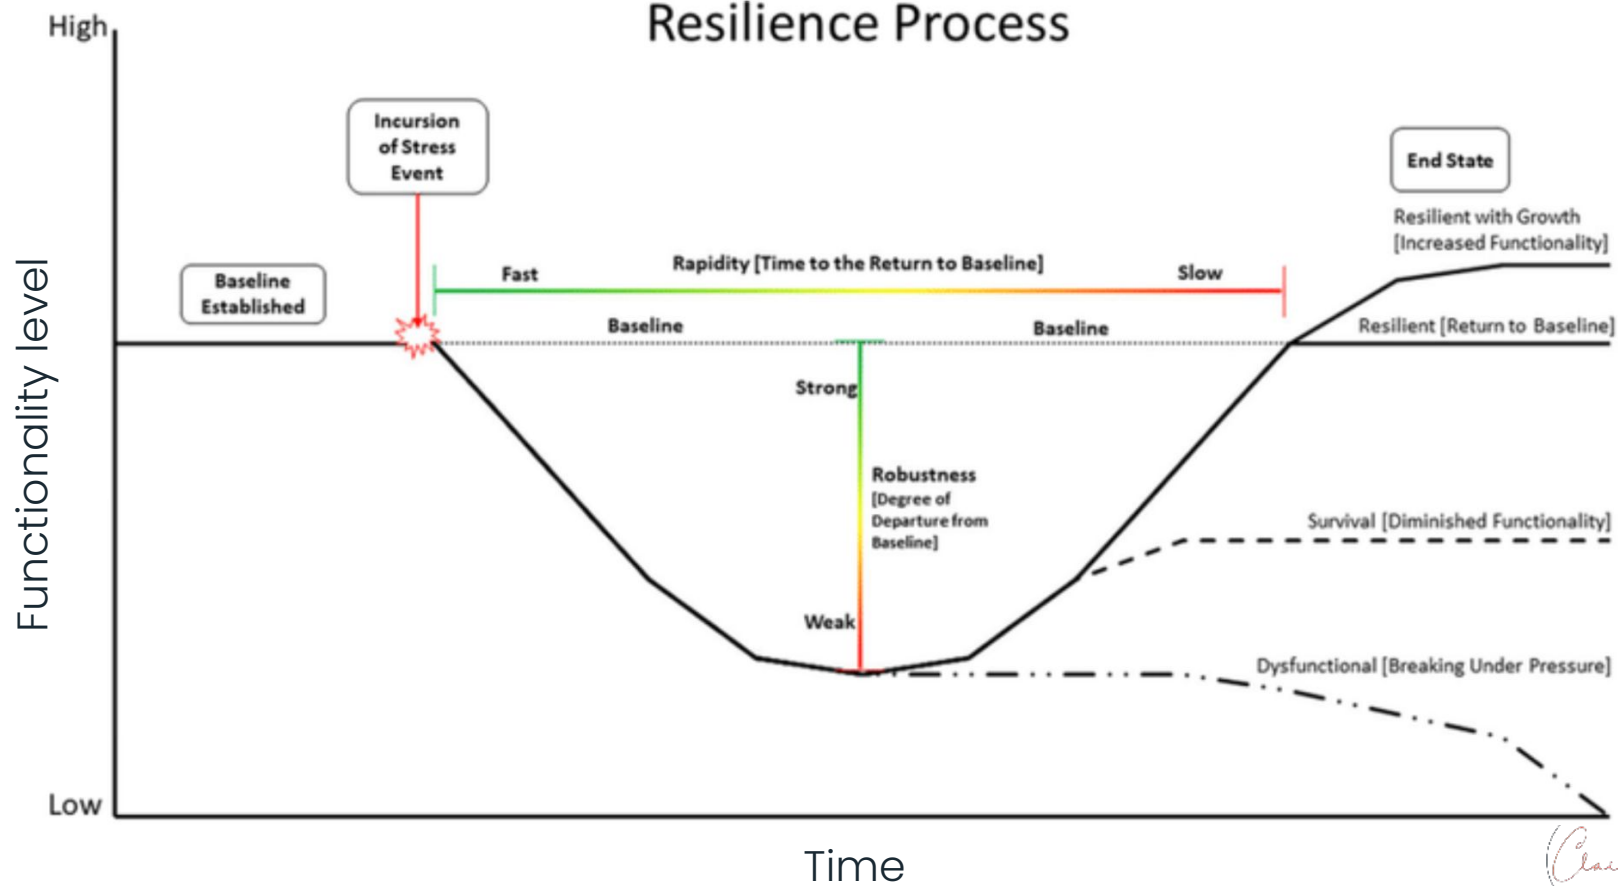 Resilience Process
High
Incursion
of Stress
Event
End State
Resilient with Growth
[Increased Functionality]
Rapidity [Time to the Return to Baseline]
Fast
Slow
Baseline
Established
Baseline
Baseline
Resilient [Return to Baseline]
Strong
Robustness
[Degree of
Departure from
Baseline]
Survival [Diminished Functionality]
Weak
Dysfunctional [Breaking Under Pressure]
Functionality level
Low
Time